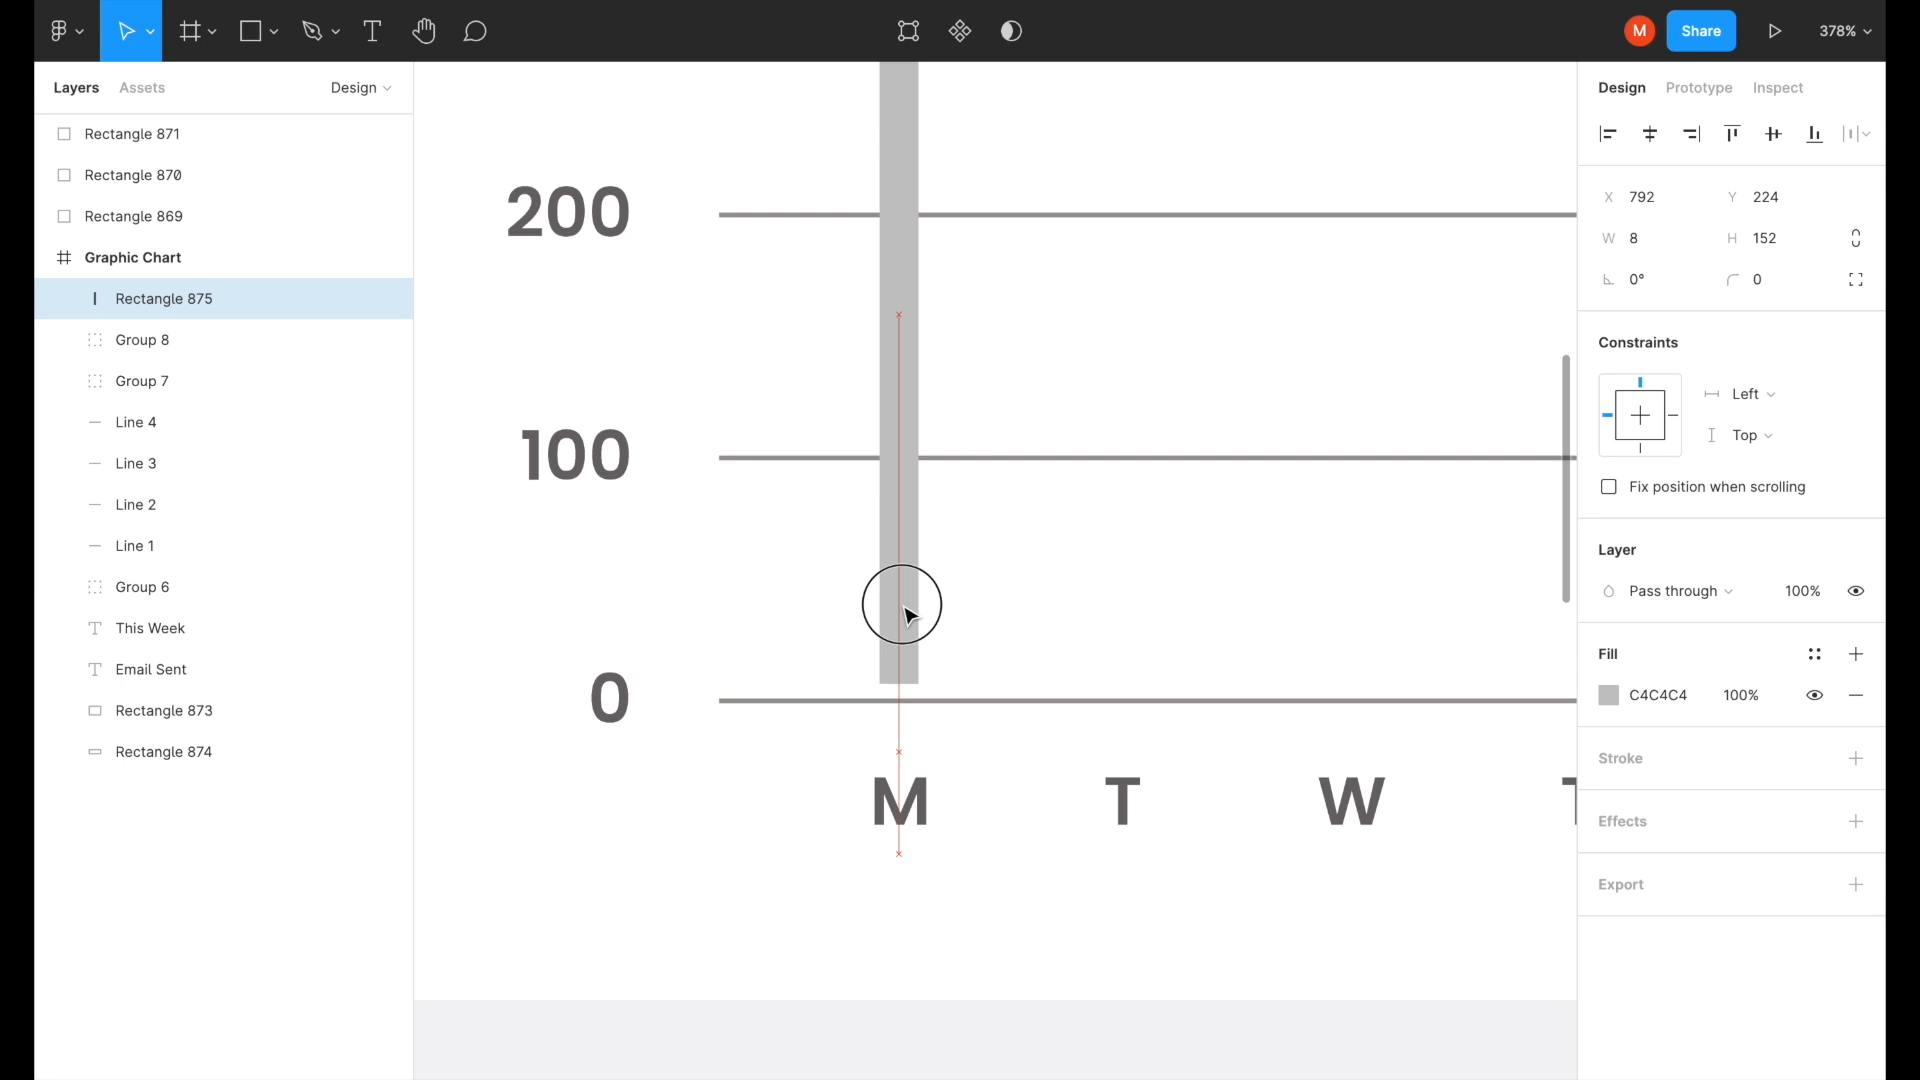 M
Share
378%
Layers
Assets
Design
Rectangle 871
Rectangle 870
Rectangle 869
Graphic Chart
Rectangle 875
Group 8
Group 7
Line 4
Line 3
Line 2
Line 1
Group 6
This Week
Email Sent
Rectangle 873
Rectangle 874
200
100
0
M
T
W
T
Design
Prototype
Inspect
X 792
Y 224
W 8
H 152
0°
0
Constraints
Left
Top
Fix position when scrolling
Layer
Pass through
100%
Fill
C4C4C4
100%
Stroke
Effects
Export